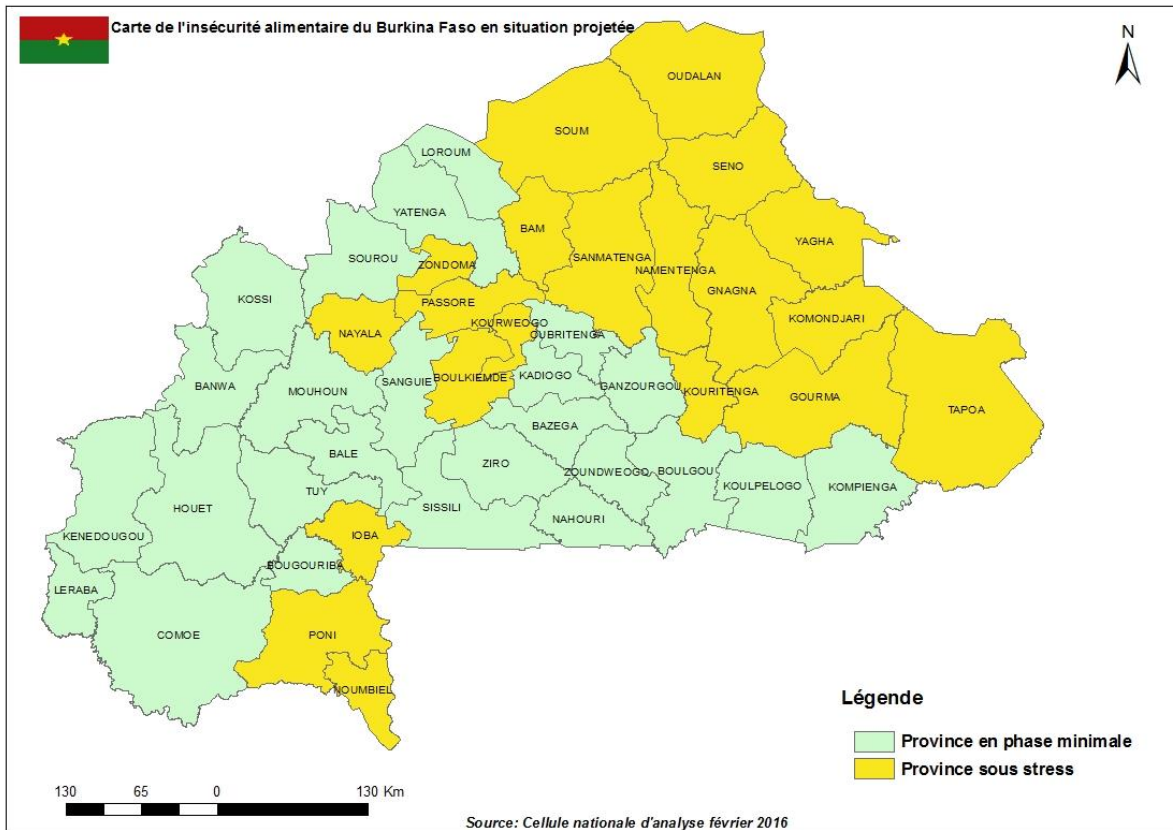 Carte de l'insécurité alimentaire du Burkina Faso en situation projetée
N
OUDALAN
SOUM
LOROUM
SENO
YATENGA
BAM
SANMATENGA
YAGHA
SOUROU
ZONDOMA
NAMENTENGA
GNAGNA
KOSSI
PASSORE
KOMONDJARI
KOURWEOGO
NAYALA
OUBRITENGA
BANWA
MOUHOUN
SANGUIE
BOULKIEMDE
KADIOGO
GANZOURGOU
KOURITENGA
GOURMA
TAPOA
BAZEGA
BALE
ZIRO
ZOUNDWEOGO
BOULGOU
KOULPELOGO
KOMPIENGA
TUY
HOUET
SISSILI
NAHOURI
KENEDOUGOU
IOBA
BOUGOURIBA
LERABA
COMOE
PONI
NOUMBIEL
Légende
Province en phase minimale
Province sous stress
130 65 0 130 Km
Source: Cellule nationale d'analyse février 2016